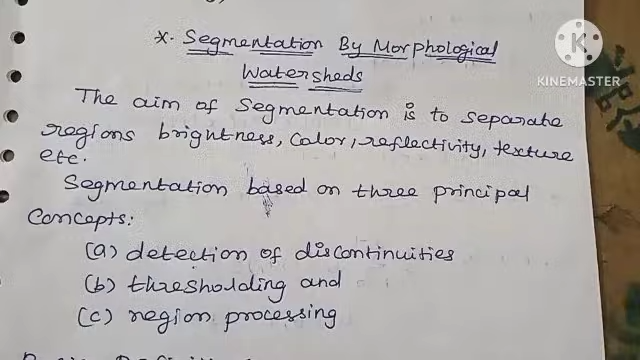 x. Segmentation By Morphological
Watersheds
The aim of Segmentation is to separate
regions brightness, Color, reflectivity, texture
etc.
Segmentation based on three principal
Concepts:
(a) detection of discontinuities
(b) thresholding and
(c) region processing
K
KINEMASTER